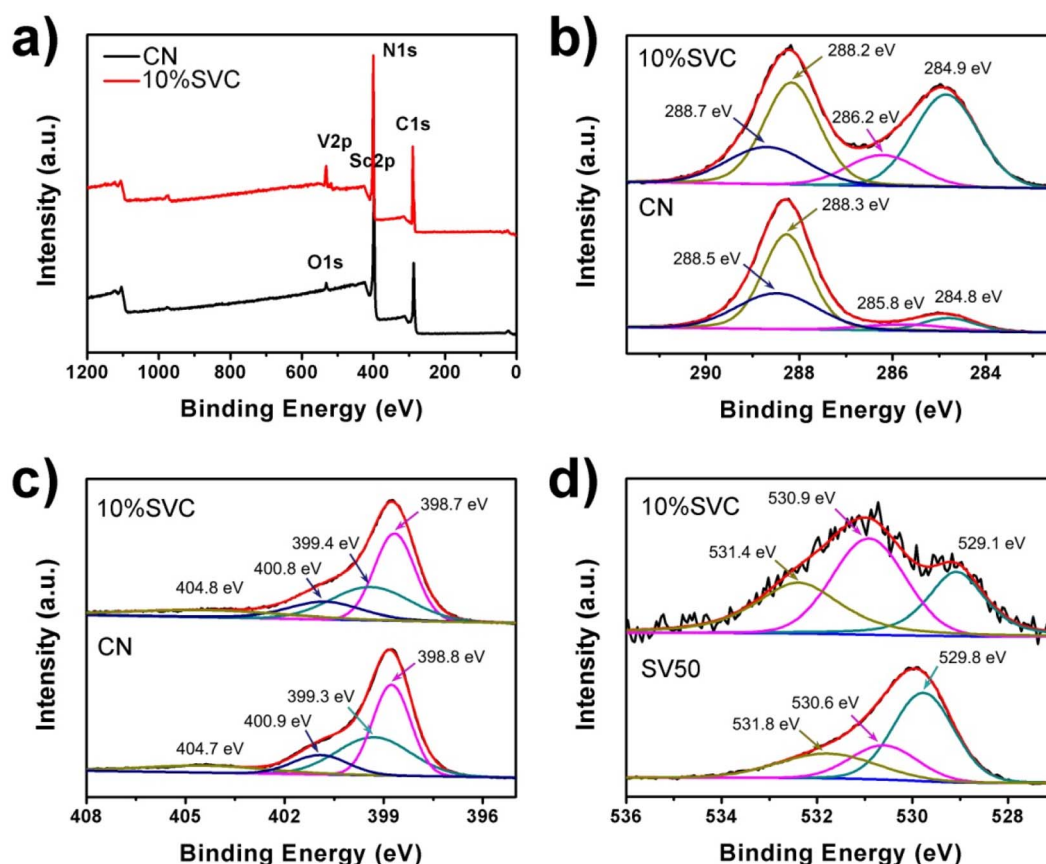 a)
CN
10%SVC
N1s
C1s
V2p
Sc2p
O1s
Intensity (a.u.)
1200 1000 800 600 400 200 0
Binding Energy (eV)
b)
10%SVC
288.2 eV
284.9 eV
288.7 eV
286.2 eV
CN
288.3 eV
288.5 eV
285.8 eV
284.8 eV
Intensity (a.u.)
290 288 286 284
Binding Energy (eV)
c)
10%SVC
398.7 eV
399.4 eV
400.8 eV
404.8 eV
CN
398.8 eV
399.3 eV
400.9 eV
404.7 eV
Intensity (a.u.)
408 405 402 399 396
Binding Energy (eV)
d)
10%SVC
530.9 eV
531.4 eV
529.1 eV
SV50
529.8 eV
530.6 eV
531.8 eV
Intensity (a.u.)
536 534 532 530 528
Binding Energy (eV)